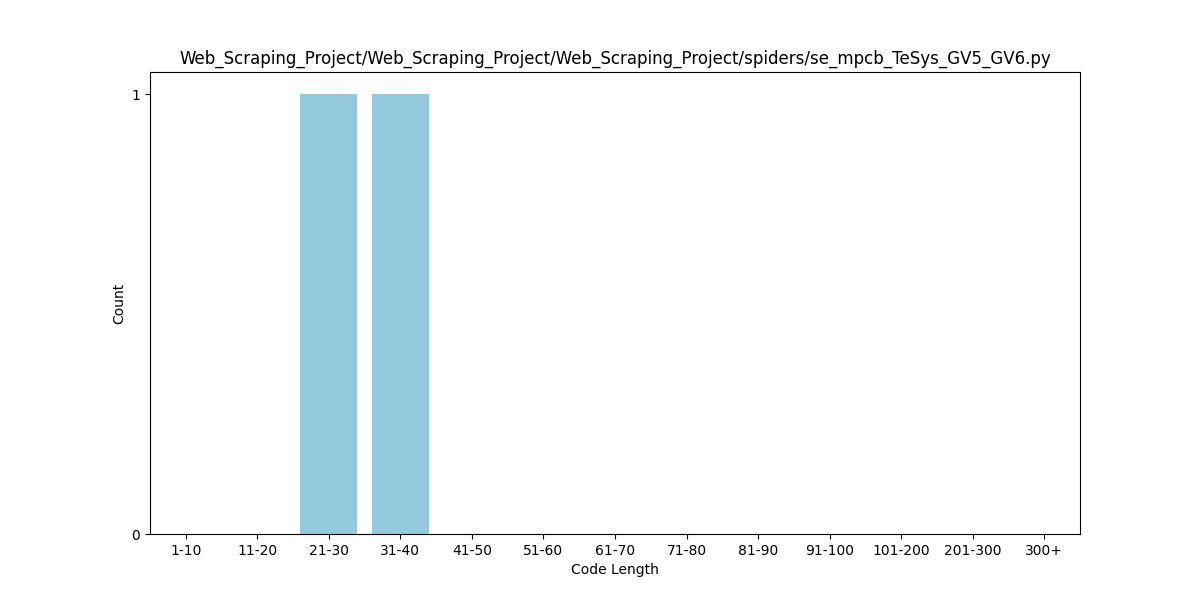 Web_Scraping_Project/Web_Scraping_Project/Web_Scraping_Project/spiders/se_mpcb_TeSys_GV5_GV6.py
1
Count
0
1-10 11-20 21-30 31-40 41-50 51-60 61-70 71-80 81-90 91-100 101-200 201-300 300+
Code Length